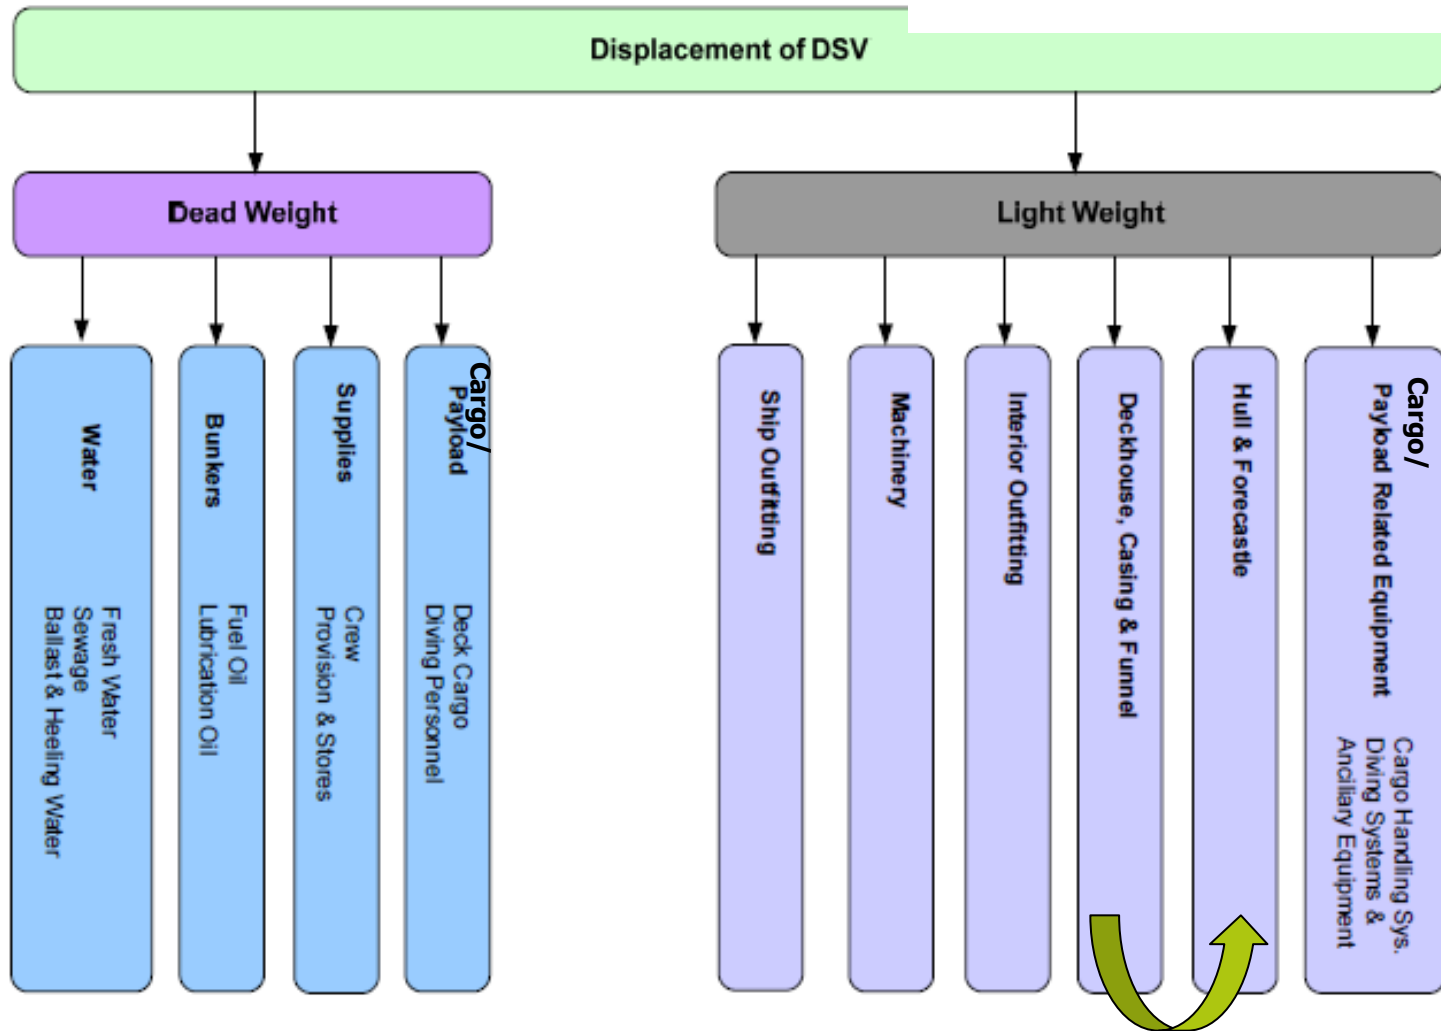 Displacement of DSV
Dead Weight
Light Weight
Water
Fresh Water
Sewage
Ballast & Heeling Water
Bunkers
Fuel Oil
Lubrication Oil
Supplies
Crew
Provision & Stores
Cargo/
Payload
Deck Cargo
Diving Personnel
Ship Outfitting
Machinery
Interior Outfitting
Deckhouse, Casing & Funnel
Hull & Forecastle
Cargo/
Payload Related Equipment
Cargo Handling Sys.
Diving Systems &
Anciliary Equipment